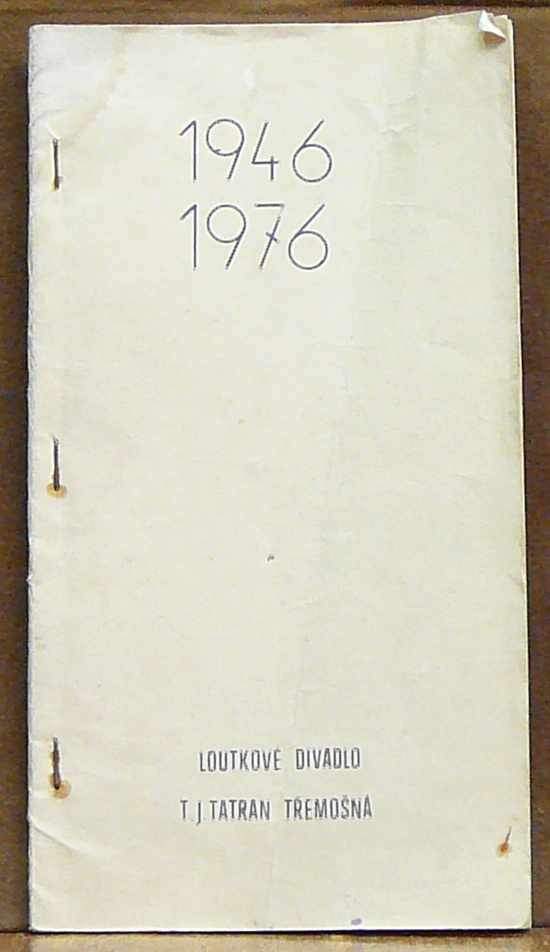 1946
1976
LOUTKOVÉ DIVADLO
T.J. TATRAN TŘEMOŠNÁ